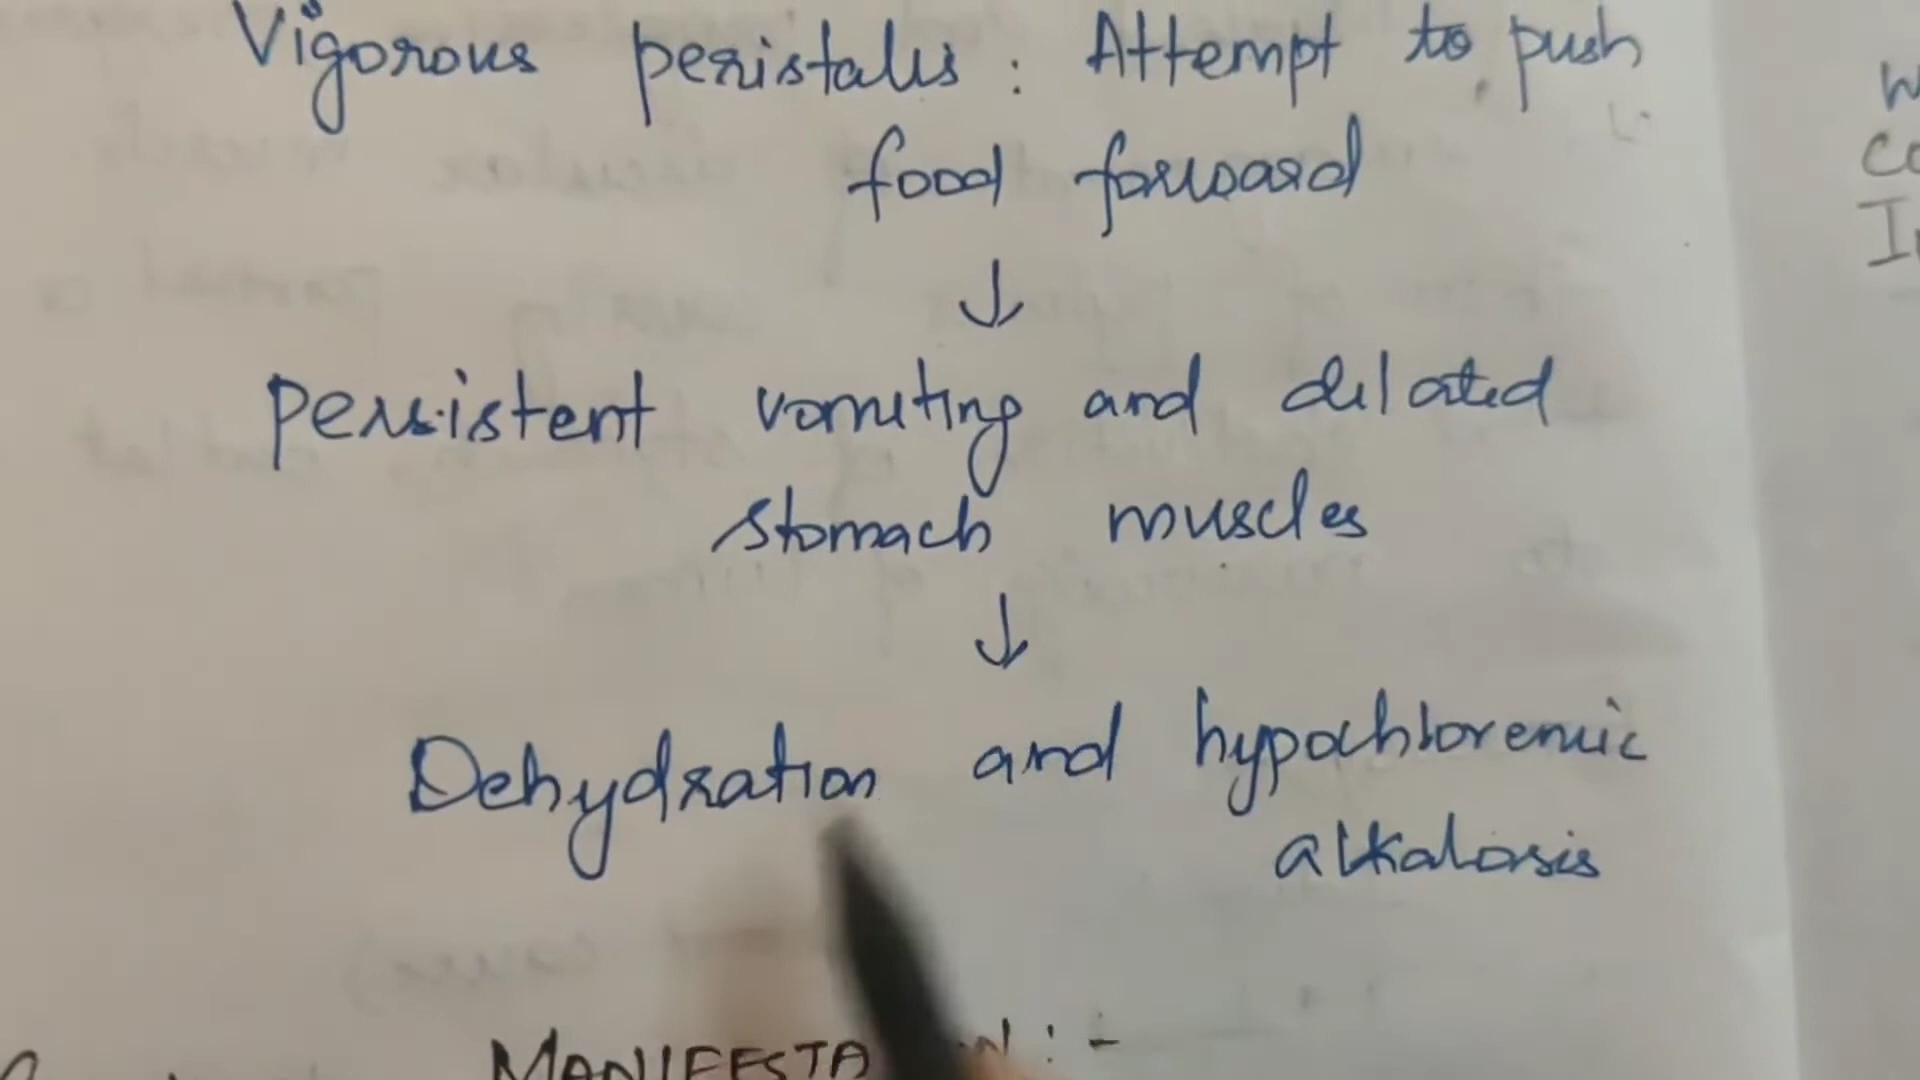 Vigorous peristalis : Attempt to push
food forward
↓
Persistent vomiting and dilated
stomach muscles
↓
Dehydration and hypochloremic
alkalosis